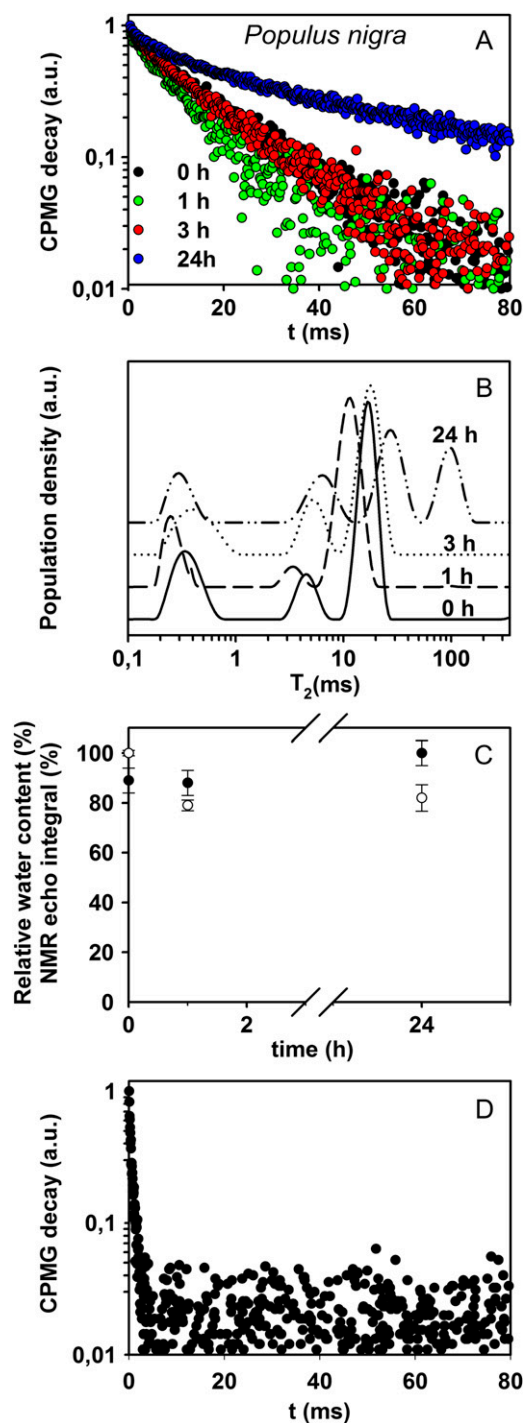 Populus nigra
A
CPMG decay (a.u.)
1
0,1
0,01
0 h
1 h
3 h
24h
0
20
40
60
80
t (ms)
B
Population density (a.u.)
24 h
3 h
1 h
0 h
0,1
1
10
100
T2(ms)
C
Relative water content (%)
NMR echo integral (%)
100
80
60
40
20
0
0
2
24
time (h)
D
CPMG decay (a.u.)
1
0,1
0,01
0
20
40
60
80
t (ms)